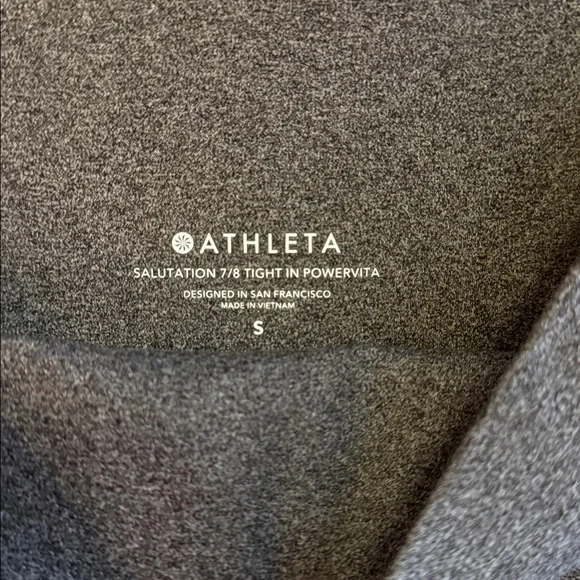 ATHLETA
SALUTATION 7/8 TIGHT IN POWERVITA
DESIGNED IN SAN FRANCISCO
MADE IN VIETNAM
S